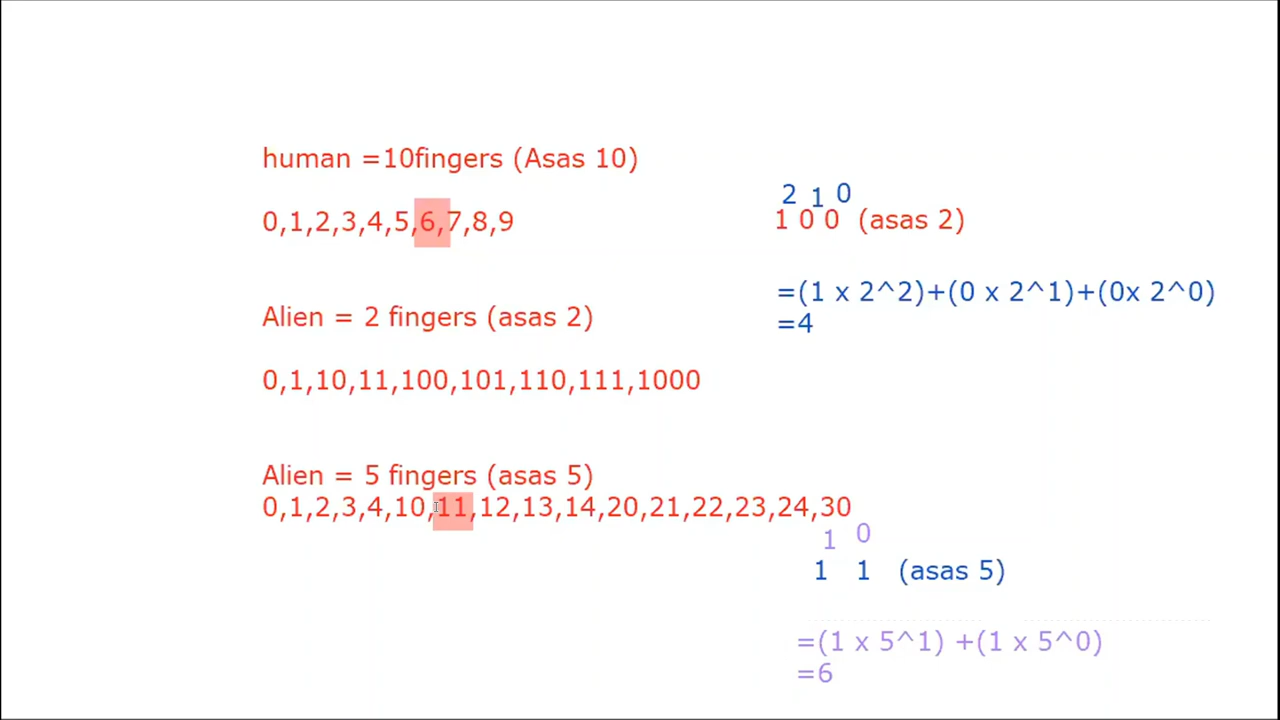 human =10fingers (Asas 10)
0,1,2,3,4,5,6,7,8,9
Alien = 2 fingers (asas 2)
0,1,10,11,100,101,110,111,1000
Alien = 5 fingers (asas 5)
0,1,2,3,4,10,11,12,13,14,20,21,22,23,24,30
2 1 0
1 0 0 (asas 2)
=(1 x 2^2)+(0 x 2^1)+(0x 2^0)
=4
1 0
1 1 (asas 5)
=(1 x 5^1) +(1 x 5^0)
=6